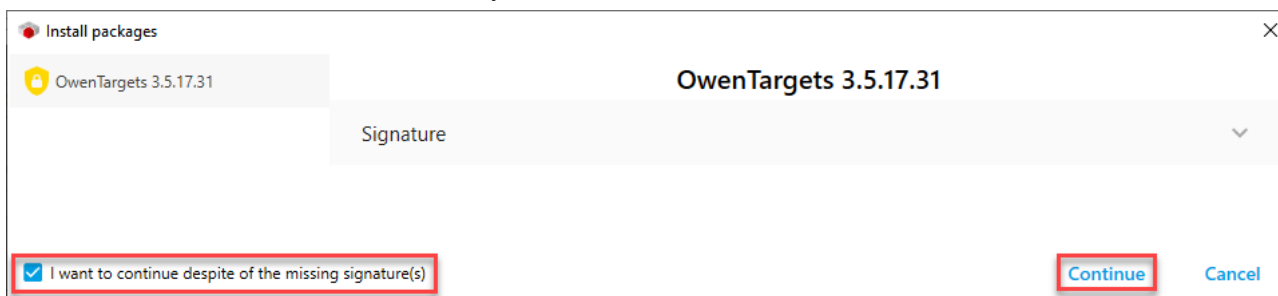 Install packages
OwenTargets 3.5.17.31
OwenTargets 3.5.17.31
Signature
I want to continue despite of the missing signature(s)
Continue
Cancel